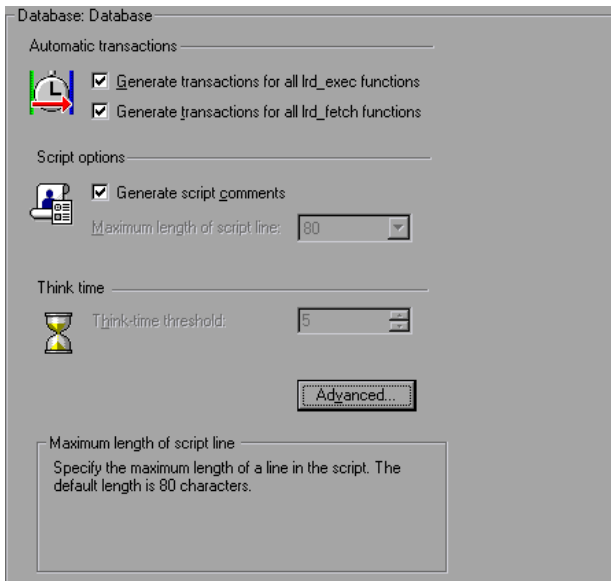 Database: Database
Automatic transactions
Generate transactions for all lrd_exec functions
Generate transactions for all lrd_fetch functions
Script options
Generate script comments
Maximum length of script line: 80
Think time
Think-time threshold: 5
Advanced...
Maximum length of script line
Specify the maximum length of a line in the script. The
default length is 80 characters.